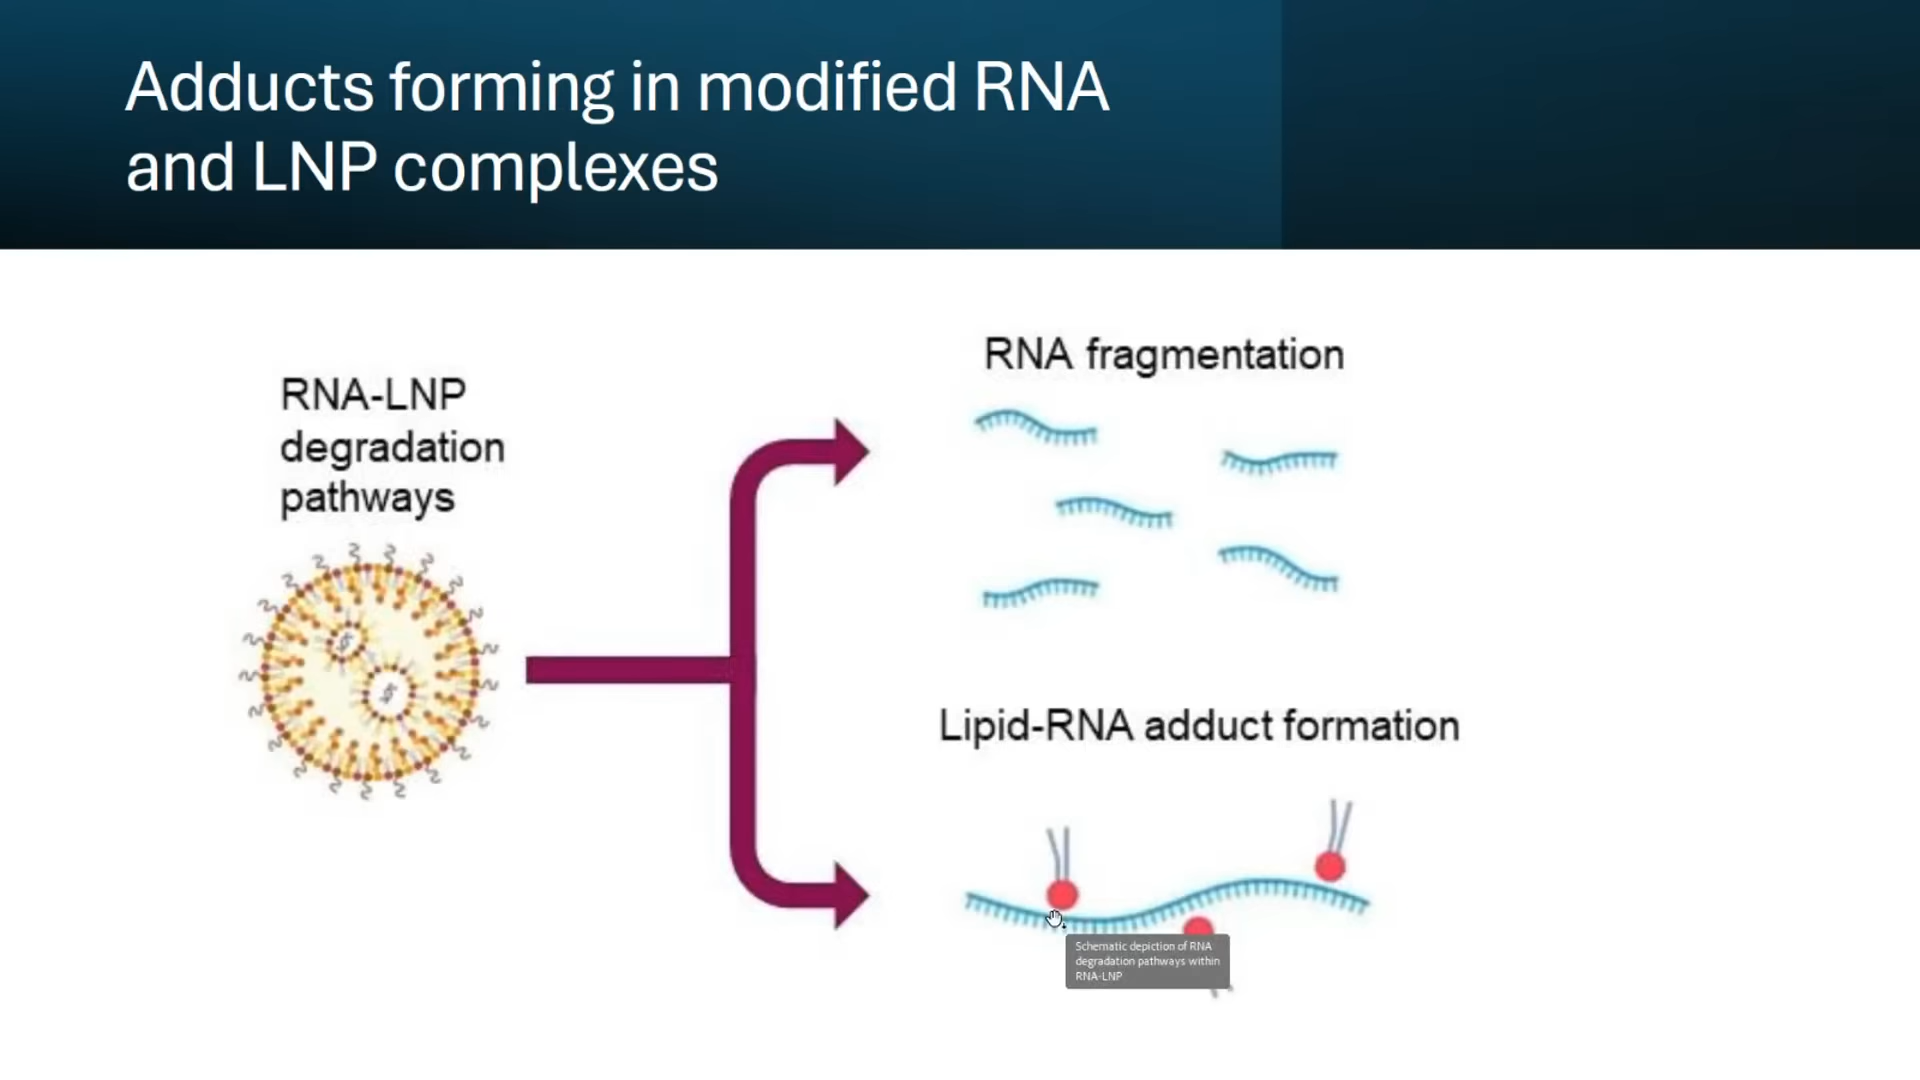 Adducts forming in modified RNA
and LNP complexes
RNA-LNP
degradation
pathways
RNA fragmentation
Lipid-RNA adduct formation
Schematic depiction of RNA
degradation pathways within
RNA-LNP